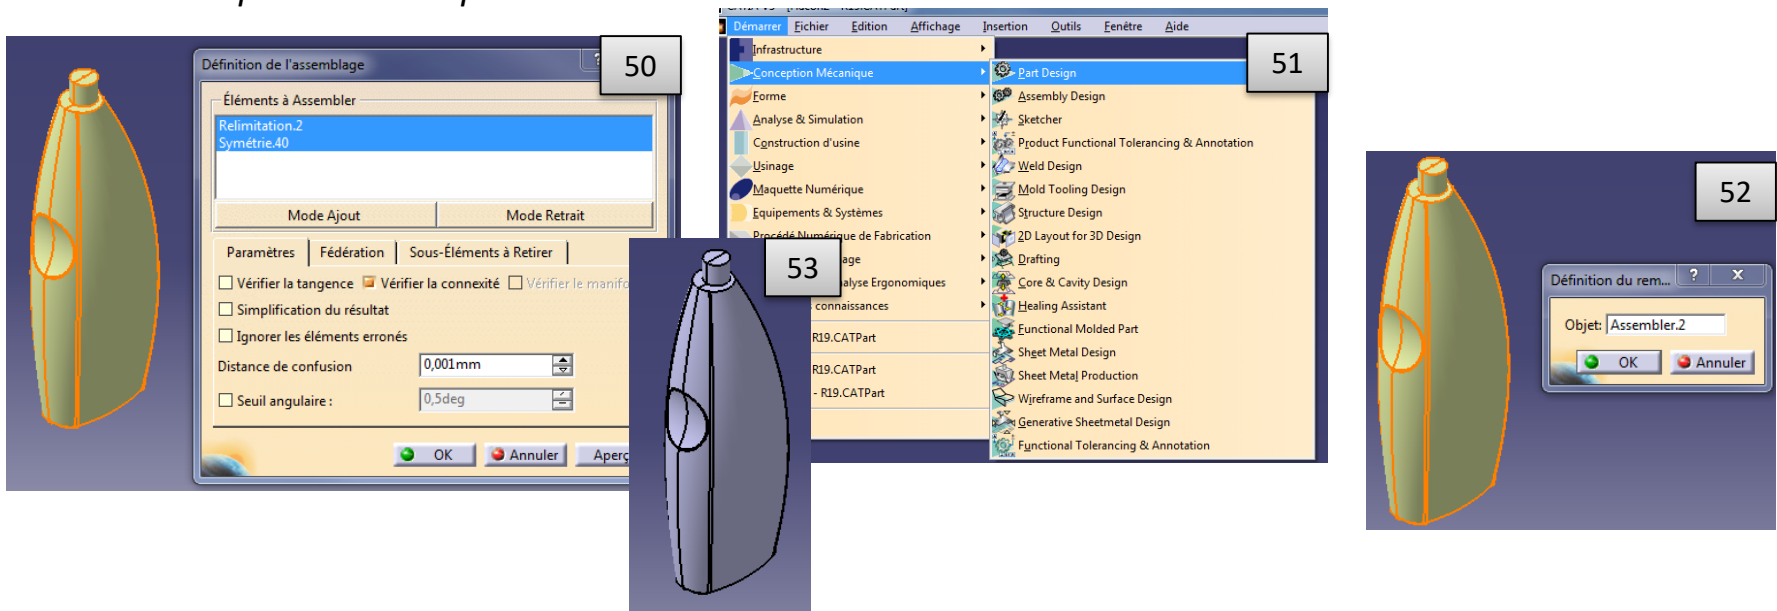 50
Définition de l'assemblage
Éléments à Assembler
Relimitation.2
Symétrie.40
Mode Ajout
Mode Retrait
Paramètres
Fédération
Sous-Éléments à Retirer
Vérifier la tangence
Vérifier la connexité
Vérifier le manifo
Simplification du résultat
Ignorer les éléments erronés
Distance de confusion
0,001mm
Seuil angulaire :
0,5deg
OK
Annuler
Aperç
51
Démarrer Fichier Edition Affichage Insertion Outils Fenêtre Aide
Infrastructure
Conception Mécanique
Forme
Analyse & Simulation
Construction d'usine
Usinage
Maquette Numérique
Equipements & Systèmes
Procédé Numérique de Fabrication
age
alyse Ergonomiques
connaissances
R19.CATPart
R19.CATPart
- R19.CATPart
Part Design
Assembly Design
Sketcher
Product Functional Tolerancing & Annotation
Weld Design
Mold Tooling Design
Structure Design
2D Layout for 3D Design
Drafting
Core & Cavity Design
Healing Assistant
Functional Molded Part
Sheet Metal Design
Sheet Metal Production
Wireframe and Surface Design
Generative Sheetmetal Design
Functional Tolerancing & Annotation
52
Définition du rem...
Objet: Assembler.2
OK
Annuler
53